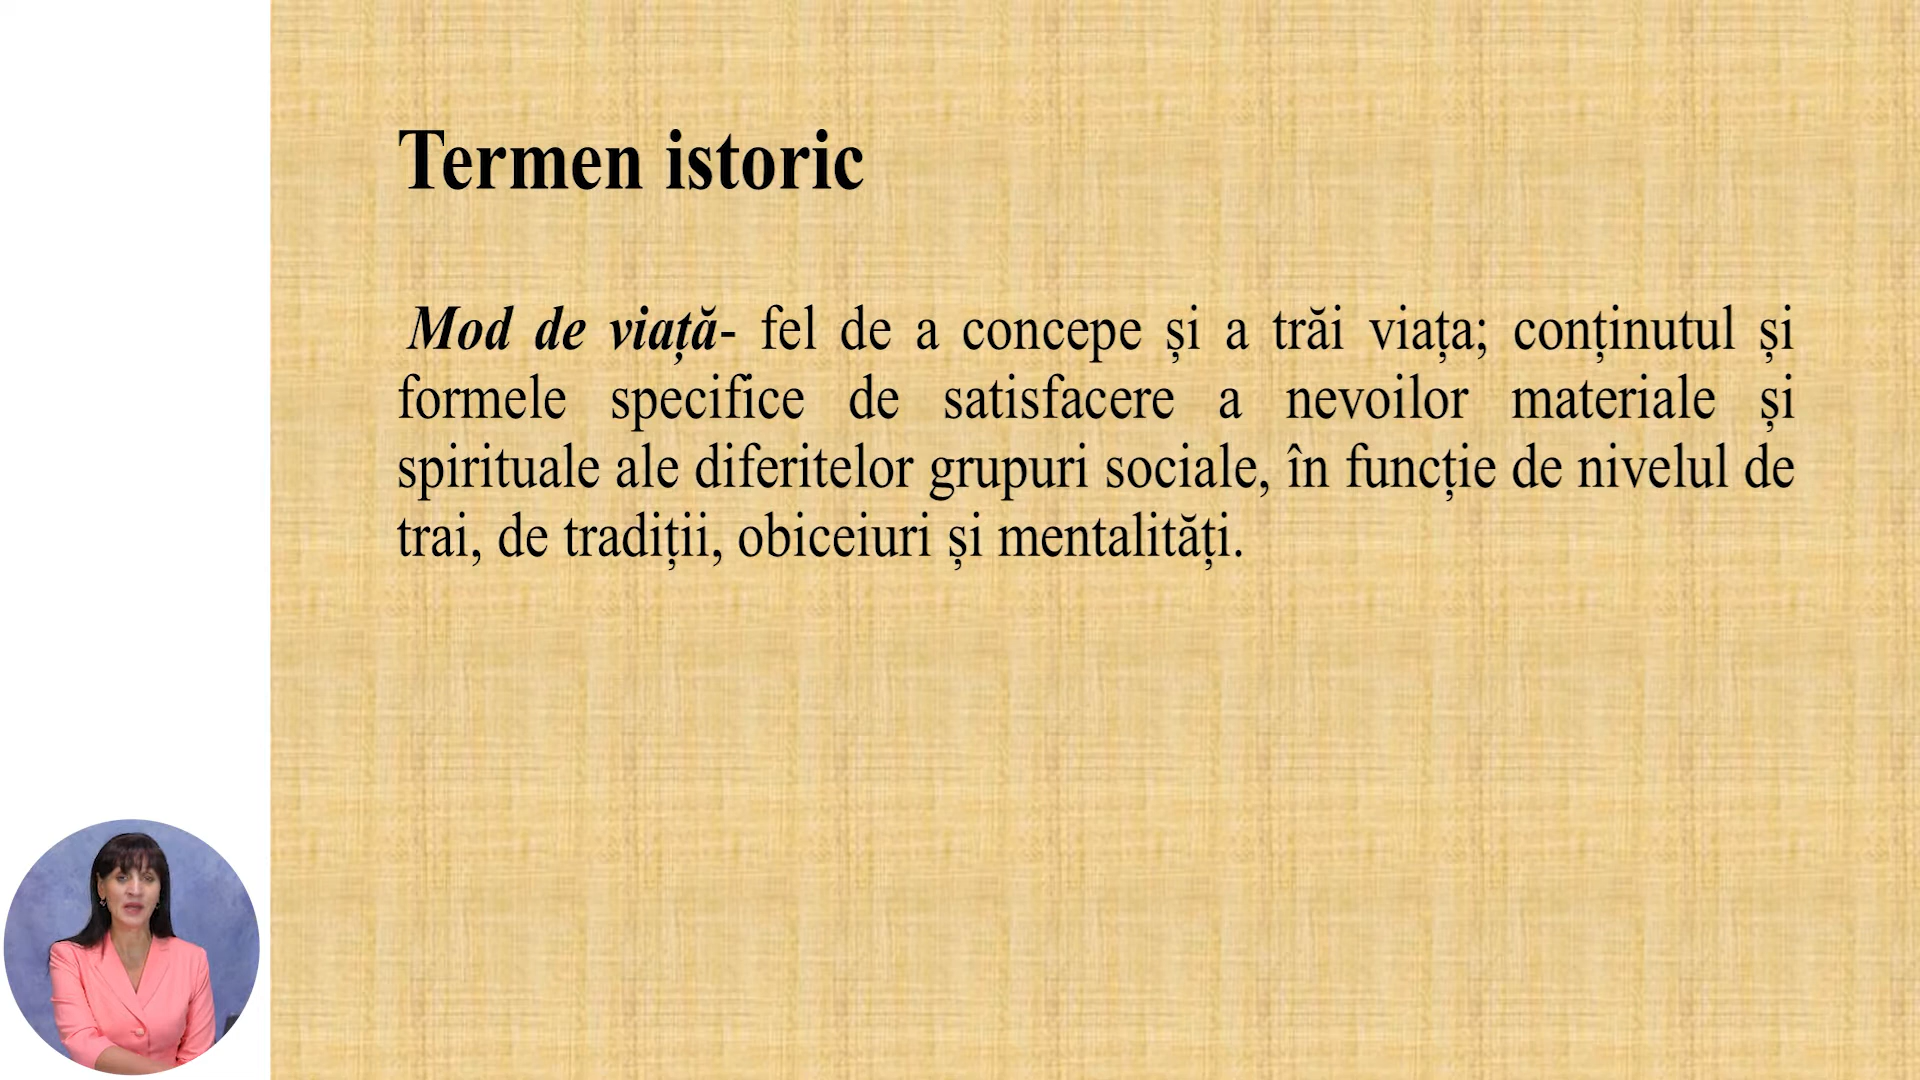 Termen istoric
Mod de viață- fel de a concepe și a trăi viața; conținutul și
formele specifice de satisfacere a nevoilor materiale și
spirituale ale diferitelor grupuri sociale, în funcție de nivelul de
trai, de tradiții, obiceiuri și mentalități.